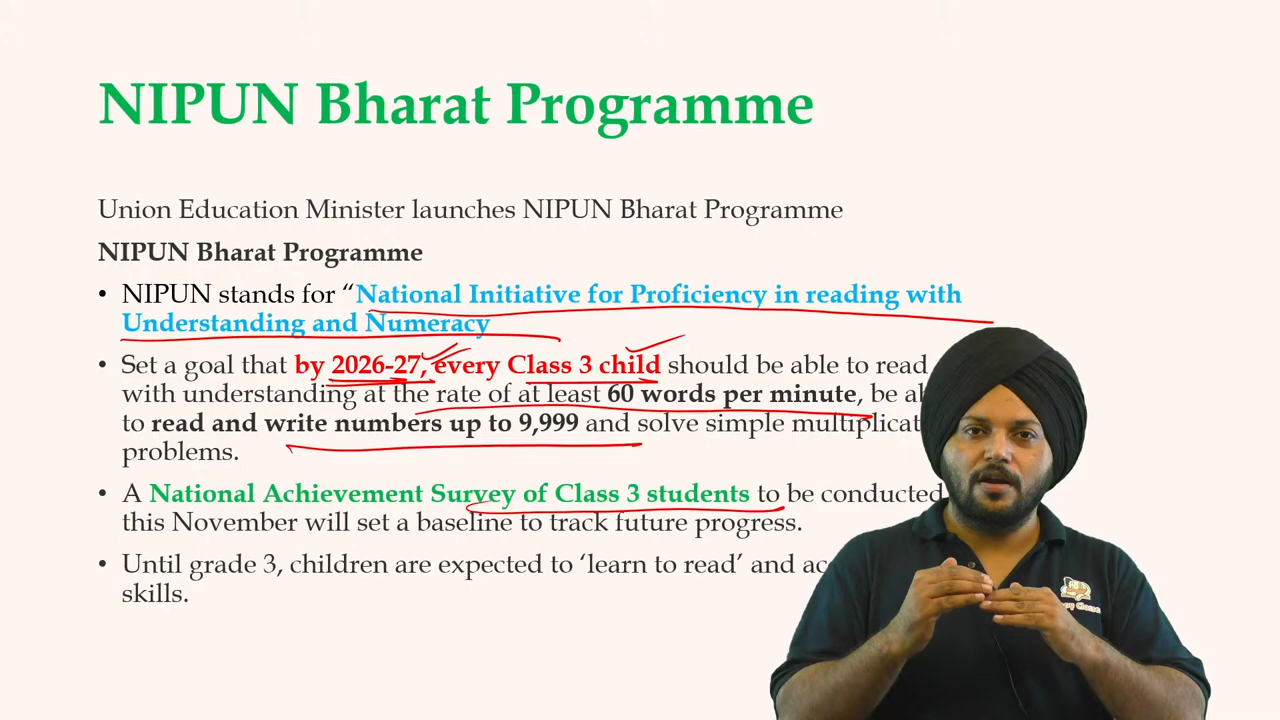 NIPUN Bharat Programme
Union Education Minister launches NIPUN Bharat Programme
NIPUN Bharat Programme
• NIPUN stands for “National Initiative for Proficiency in reading with
Understanding and Numeracy
• Set a goal that by 2026-27, every Class 3 child should be able to read
with understanding at the rate of at least 60 words per minute, be
to read and write numbers up to 9,999 and solve simple
problems.
• A National Achievement Survey of Class 3 students to be conducted
this November will set a baseline to track future progress.
• Until grade 3, children are expected to ‘learn to read’ and
skills.